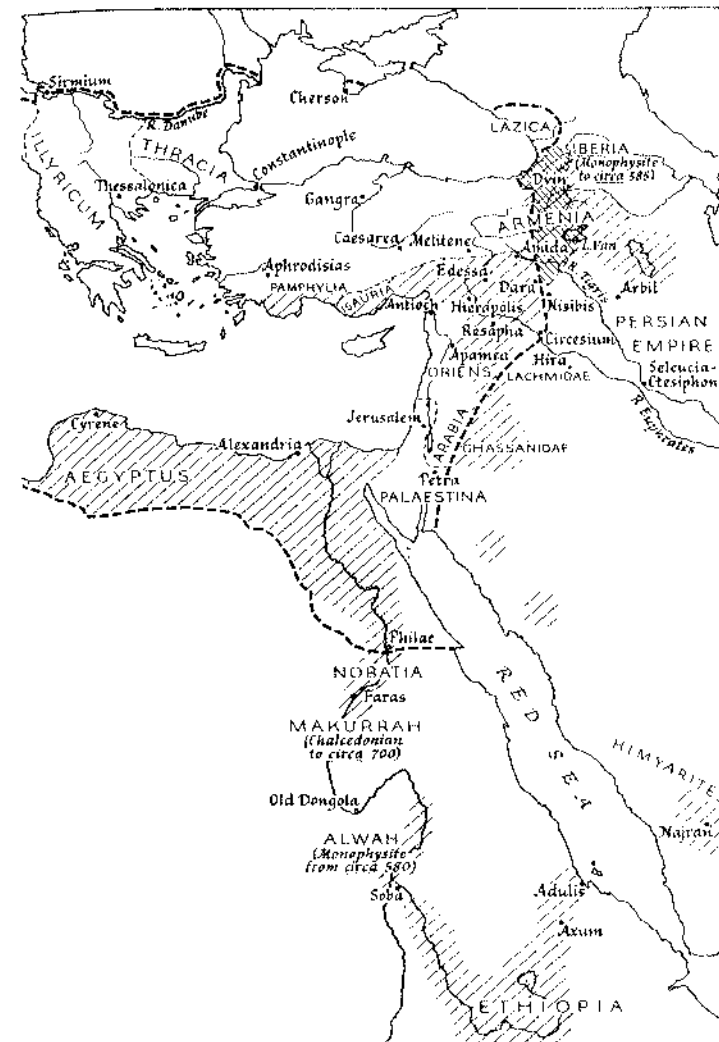 Sirmium
R. Danube
Cherson
LAZICA
IBERIA
(Monophysite
to circa 588)
ILLYRICUM
THRACIA
Constantinople
Dvin
Thessalonica
Gangra
ARMENIA
L. Van
Caesarea
Melitene
Amida
R. Tigris
Aphrodisias
PAMPHYLIA
ISAURIA
Edessa
Dara
Arbil
Antioch
Hierapolis
Nisibis
Resapha
PERSIAN
EMPIRE
Circesium
Apamea
ORIENS
Hira
LACHMIDAE
Seleucia-
Ctesiphon
R. Euphrates
Cyrene
Jerusalem
ARABIA
Alexandria
GHASSANIDAE
AEGYPTUS
Petra
PALAESTINA
Philae
NOBATIA
Faras
RED SEA
MAKURRAH
(Chalcedonian
to circa 700)
HIMYARITE
Old Dongola
Najran
ALWAH
(Monophysite
from circa 580)
Soba
Adulis
Axum
ETHIOPIA